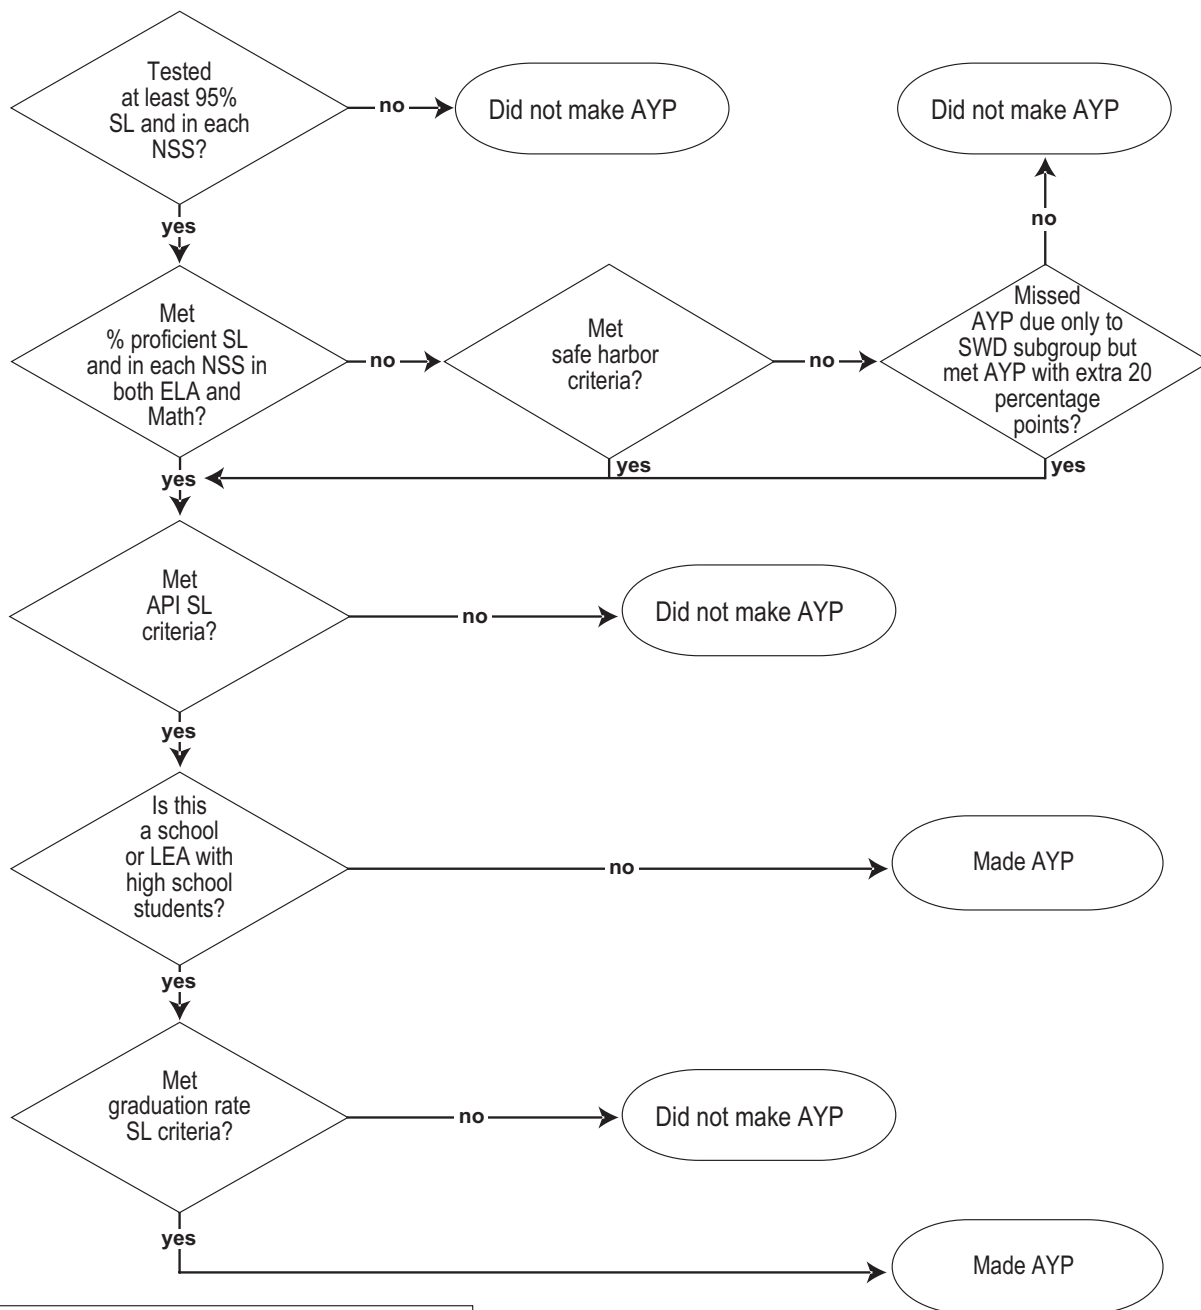 Tested
at least 95%
SL and in each
NSS?
no
Did not make AYP
Did not make AYP
yes
no
Met
% proficient SL
and in each NSS in
both ELA and
Math?
no
Met
safe harbor
criteria?
no
Missed
AYP due only to
SWD subgroup but
met AYP with extra 20
percentage
points?
yes
yes
yes
Met
API SL
criteria?
no
Did not make AYP
yes
Is this
a school
or LEA with
high school
students?
no
Made AYP
yes
Met
graduation rate
SL criteria?
no
Did not make AYP
yes
Made AYP